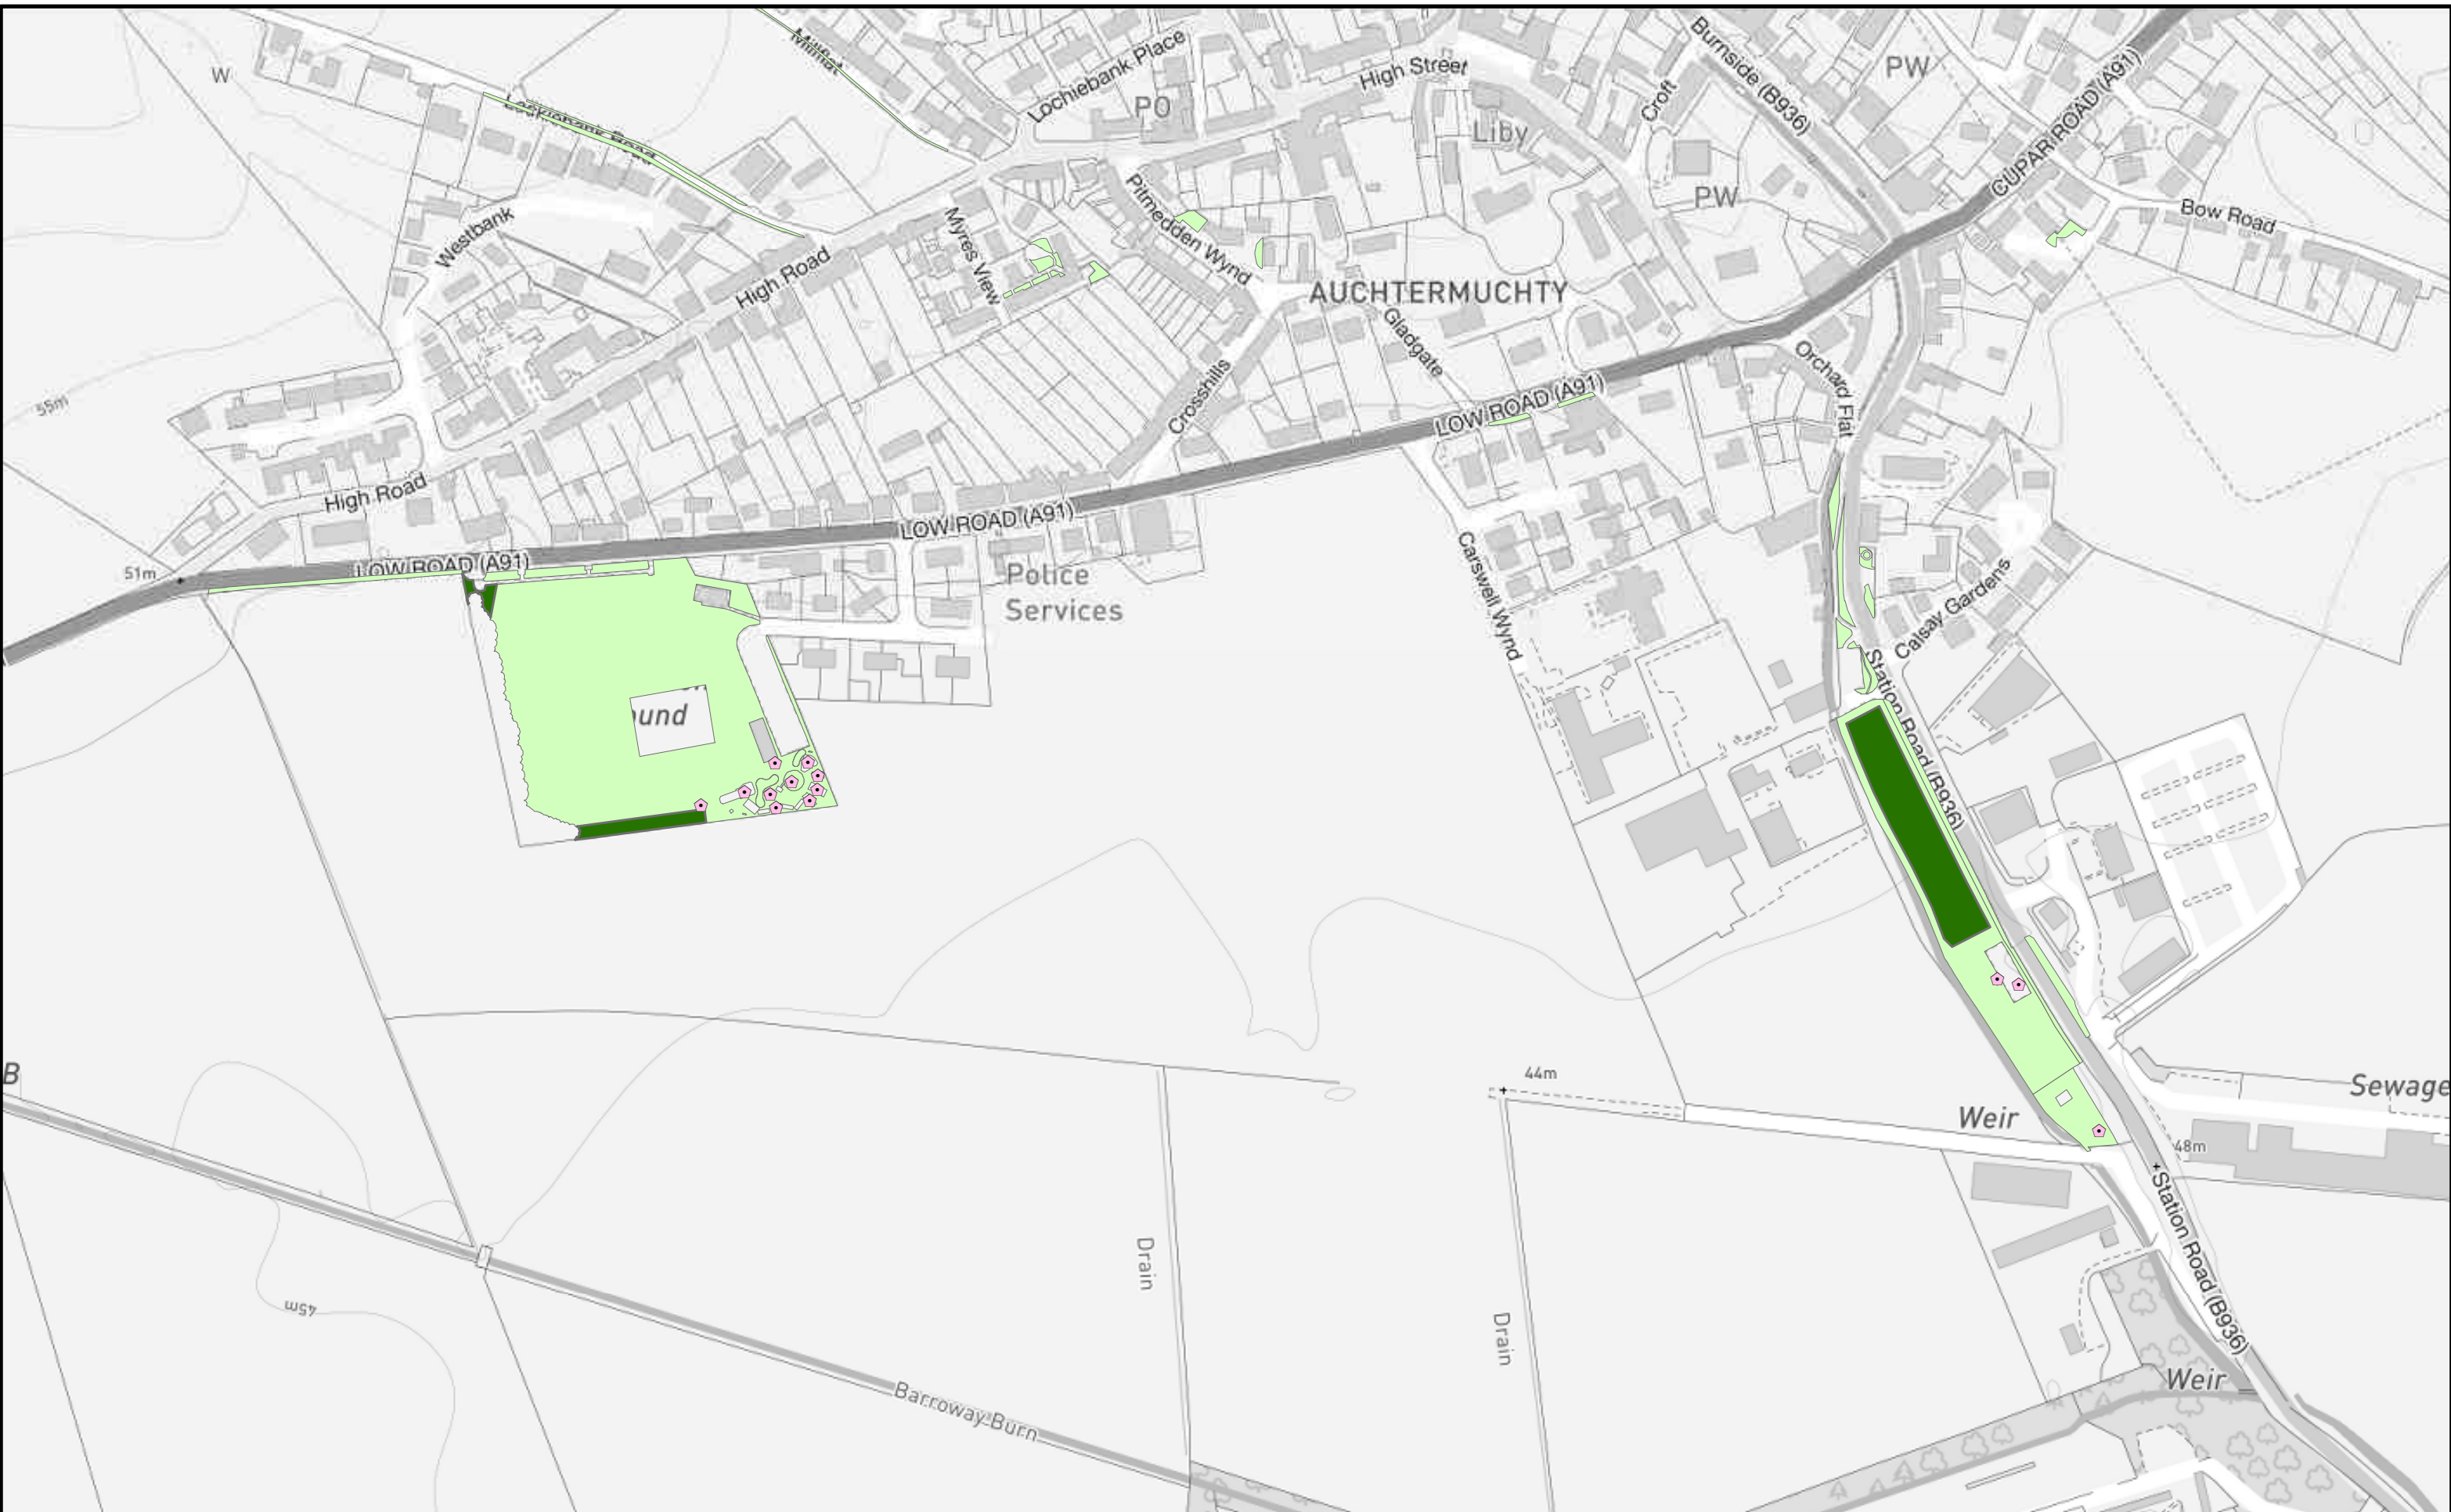 W
Millflat
Lochiebank Place
PO
High Street
Liby
Croft
Burnside (B936)
PW
PW
CUPAR ROAD (A91)
Bow Road
Lochiebank Road
Westbank
High Road
Myres View
Pitmedden Wynd
AUCHTERMUCHTY
Gladgate
Crosshills
Orchard Flat
55m
High Road
LOW ROAD (A91)
LOW ROAD (A91)
LOW ROAD (A91)
51m
Police
Services
Carswell Wynd
Calsay Gardens
Station Road (B936)
und
B
44m
Weir
Sewage
48m
Station Road (B936)
Drain
Drain
45m
Barroway Burn
Weir